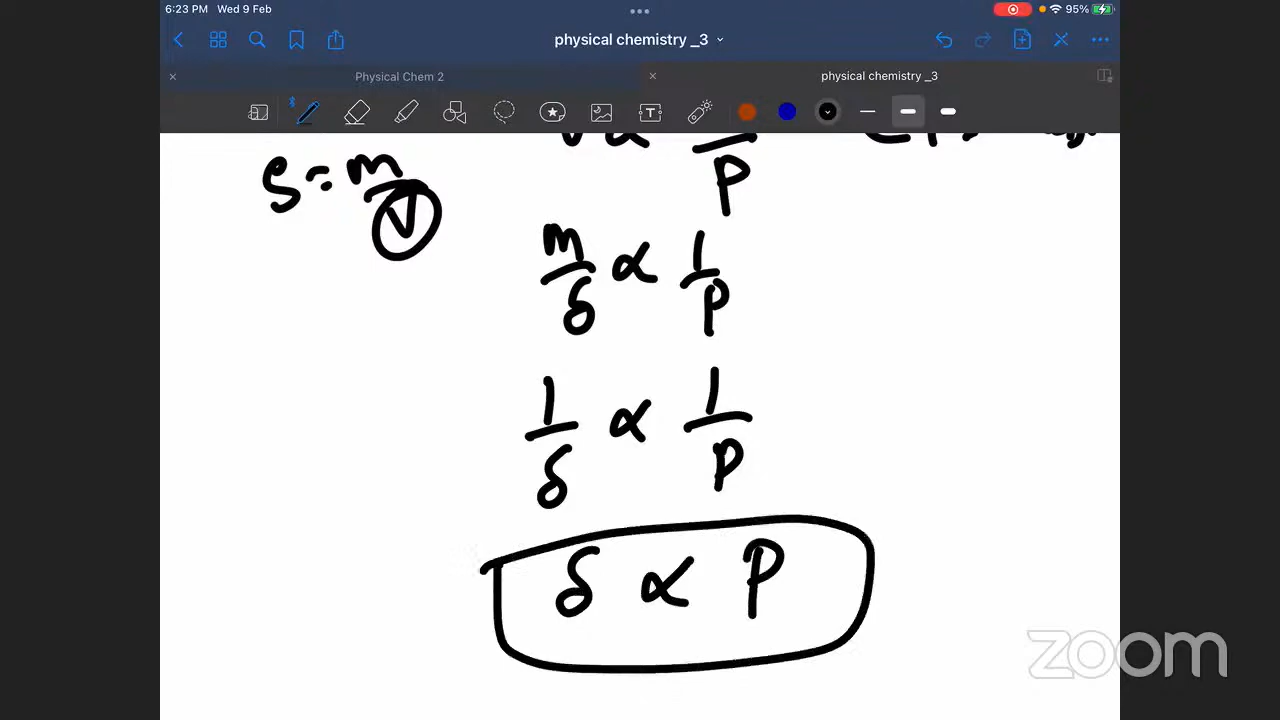 6:23 PM Wed 9 Feb
95%
physical chemistry _3
Physical Chem 2
physical chemistry _3
T
V ∝ 1/P
δ = m/V
m/δ ∝ 1/P
1/δ ∝ 1/P
δ ∝ P
zoom